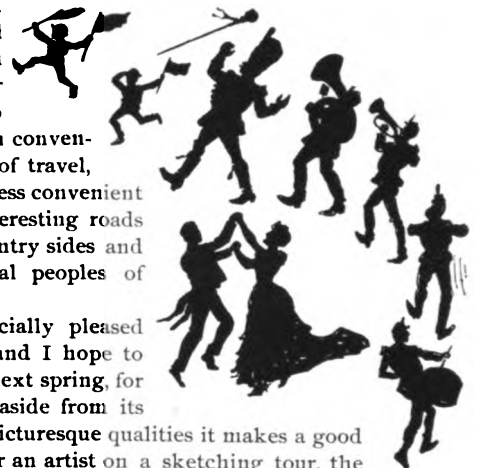 conven-
of travel,
ess convenient
eresting roads
ntry sides and
al peoples of
cially pleased
and I hope to
ext spring, for
aside from its
icturesque qualities it makes a good
r an artist on a sketching tour, the